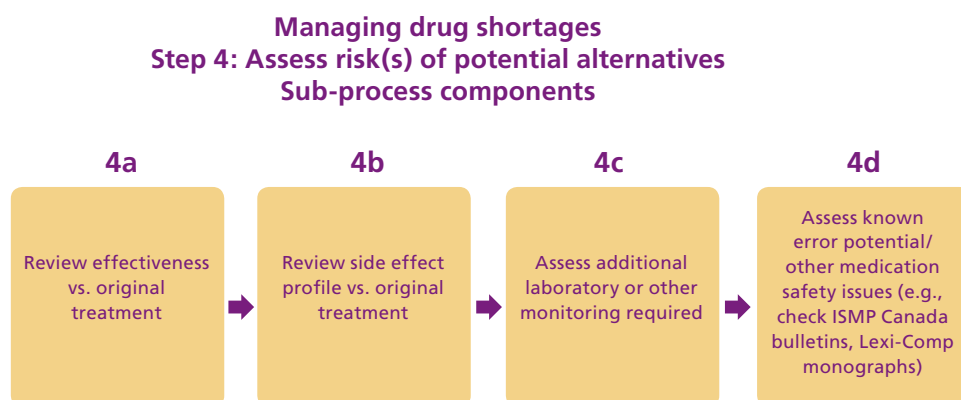 Managing drug shortages
Step 4: Assess risk(s) of potential alternatives
Sub-process components
4a
Review effectiveness
vs. original
treatment
4b
Review side effect
profile vs. original
treatment
4c
Assess additional
laboratory or other
monitoring required
4d
Assess known
error potential/
other medication
safety issues (e.g.,
check ISMP Canada
bulletins, Lexi-Comp
monographs)